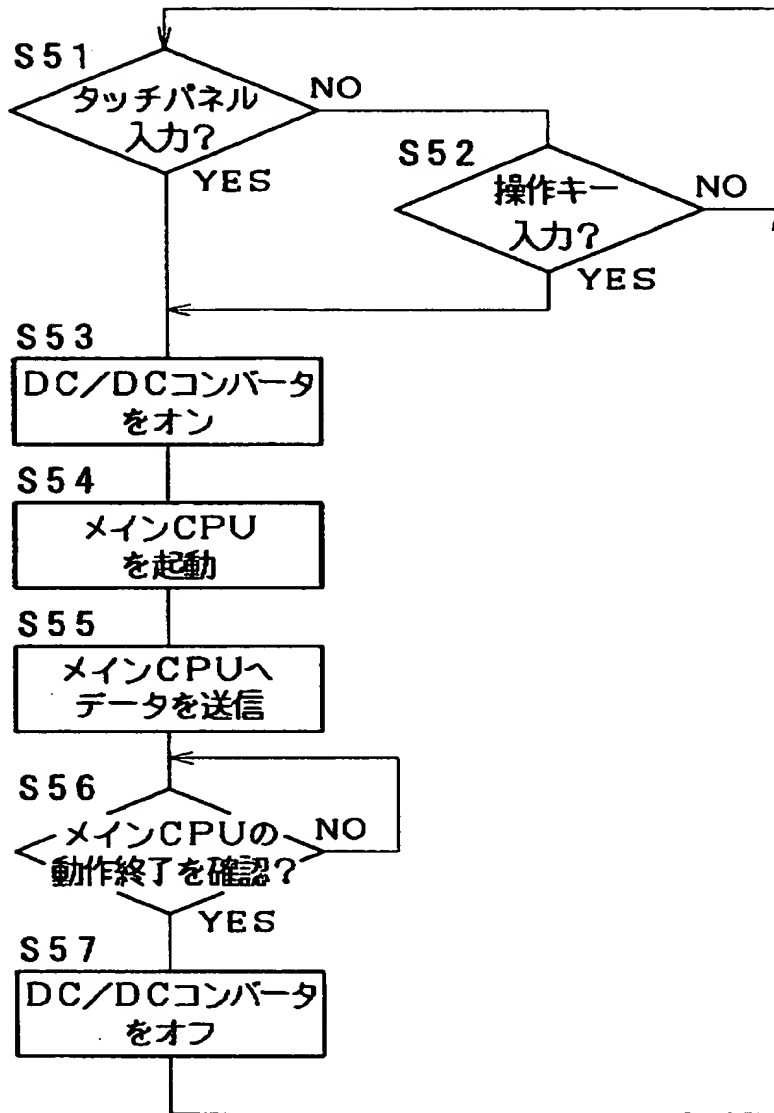 S51
タッチパネル
入力?
NO
YES
S52
操作キー
入力?
NO
YES
S53
DC/DCコンバータ
をオン
S54
メインCPU
を起動
S55
メインCPUへ
データを送信
S56
メインCPUの
動作終了を確認?
NO
YES
S57
DC/DCコンバータ
をオフ